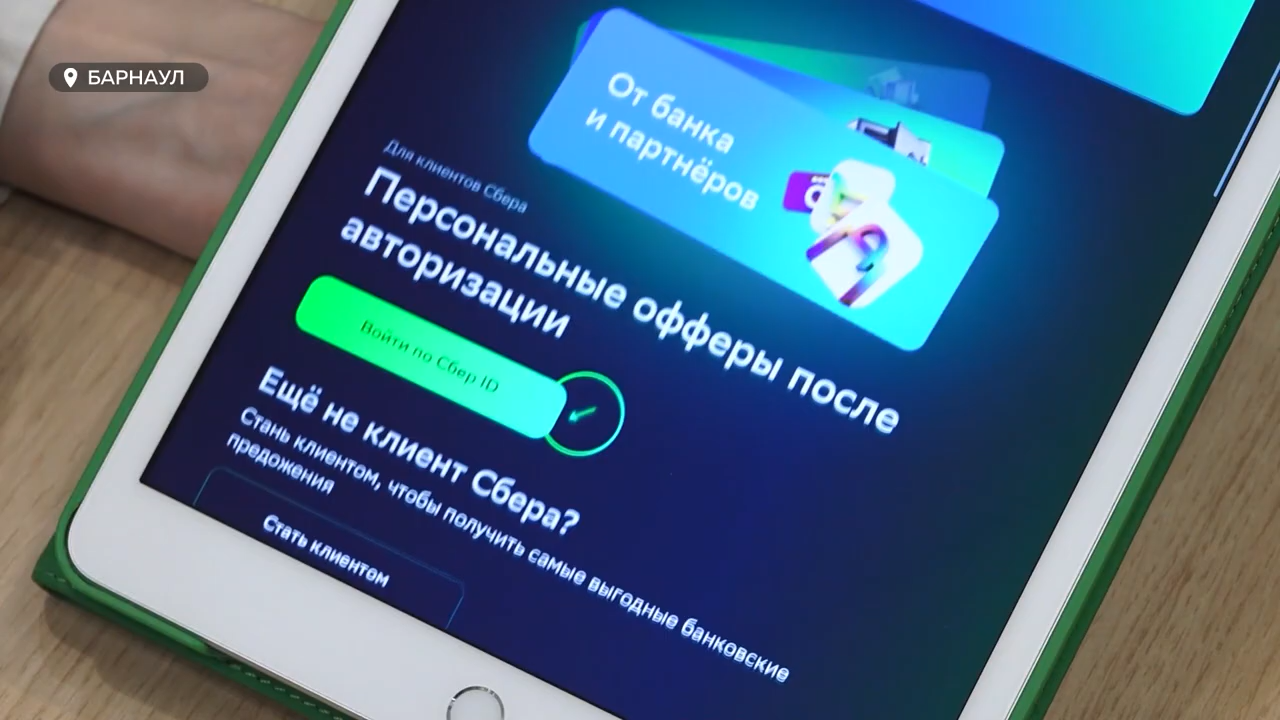 БАРНАУЛ
От банка
и партнёров
Для клиентов Сбера
Персональные офферы после
авторизации
Войти по Сбер ID
Ещё не клиент Сбера?
Стань клиентом, чтобы получить самые выгодные банковские
предожения
Стать клиентом